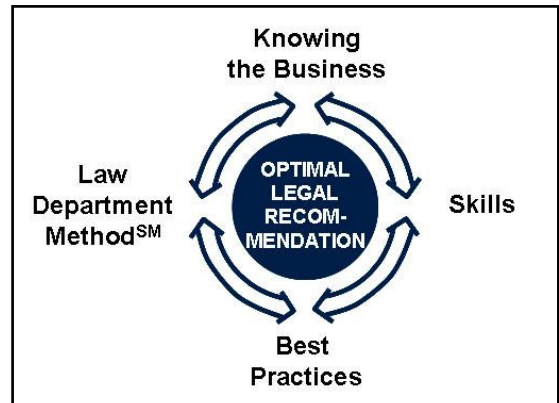 Knowing
the Business
Law
Department
Method℠
OPTIMAL
LEGAL
RECOM-
MENDATION
Skills
Best
Practices